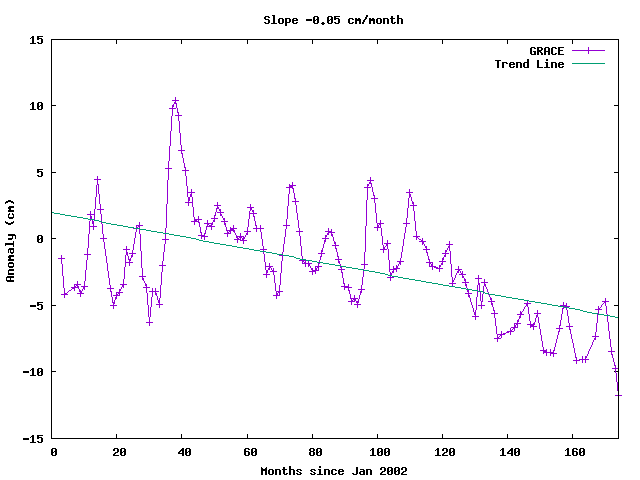 Slope -0.05 cm/month
GRACE
Trend Line
15
10
5
0
-5
-10
-15
Anomaly (cm)
0 20 40 60 80 100 120 140 160
Months since Jan 2002